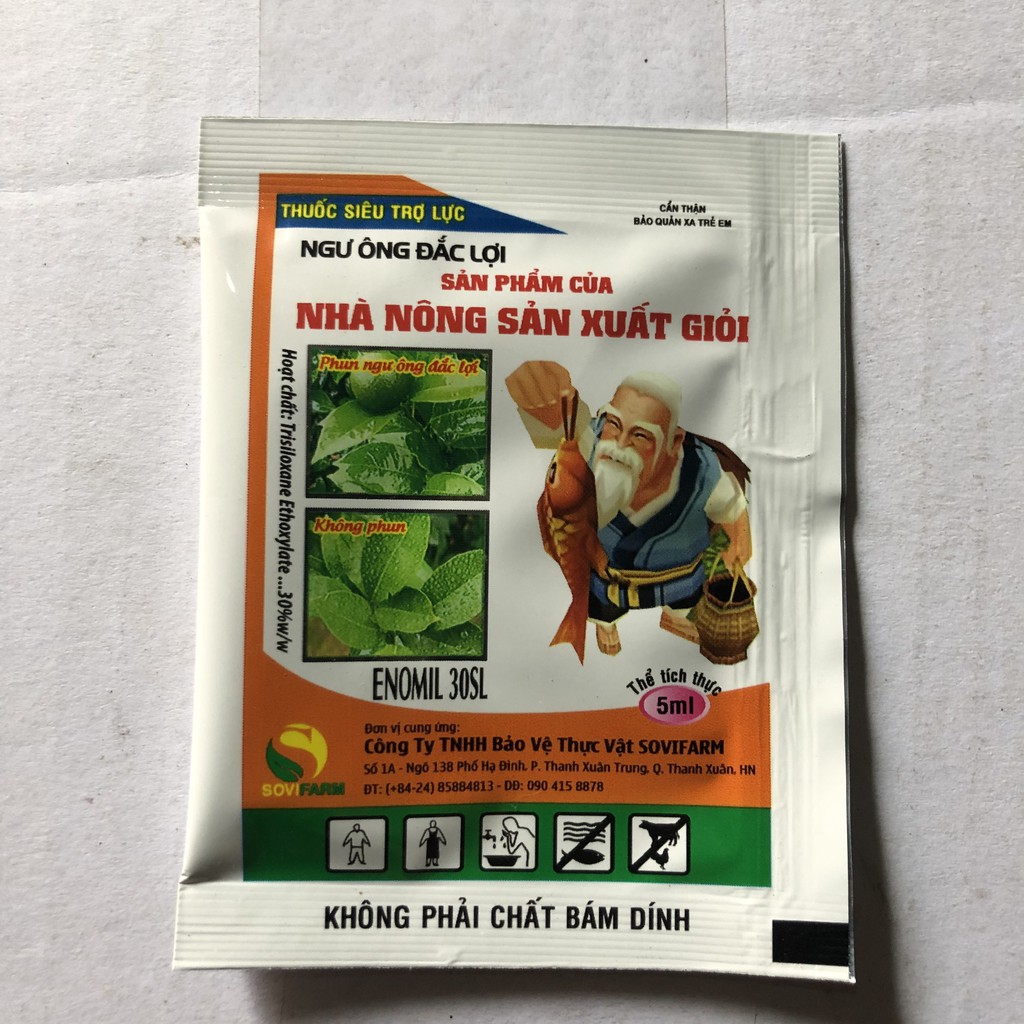 THUỐC SIÊU TRỢ LỰC
CẨN THẬN
BẢO QUẢN XA TRẺ EM
NGƯ ÔNG ĐẮC LỢI
SẢN PHẨM CỦA
NHÀ NÔNG SẢN XUẤT GIỎI
Hoạt chất: Trisiloxane Ethoxylate ...30%w/w
Phun ngư ông đắc lợi
Không phun
ENOMIL 30SL
Thể tích thực
5ml
Đơn vị cung ứng:
Công Ty TNHH Bảo Vệ Thực Vật SOVIFARM
Số 1A - Ngõ 138 Phố Hạ Đình, P. Thanh Xuân Trung, Q. Thanh Xuân, HN
ĐT: (+84-24) 85884813 - DĐ: 090 415 8878
SOVIFARM
KHÔNG PHẢI CHẤT BÁM DÍNH